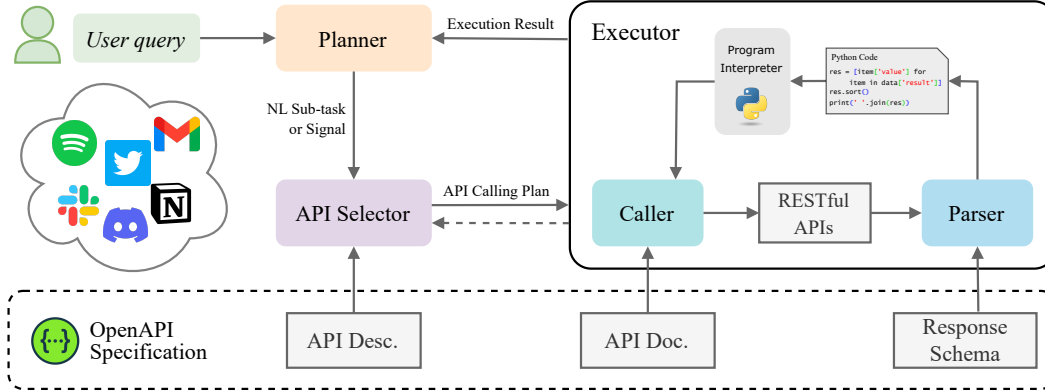 User query
Planner
Execution Result
Executor
Program
Interpreter
Python Code
res = [item['value'] for
item in data['result']]
res.sort()
print(' '.join(res))
NL Sub-task
or Signal
N
API Selector
API Calling Plan
Caller
RESTful
APIs
Parser
{···}
OpenAPI
Specification
API Desc.
API Doc.
Response
Schema